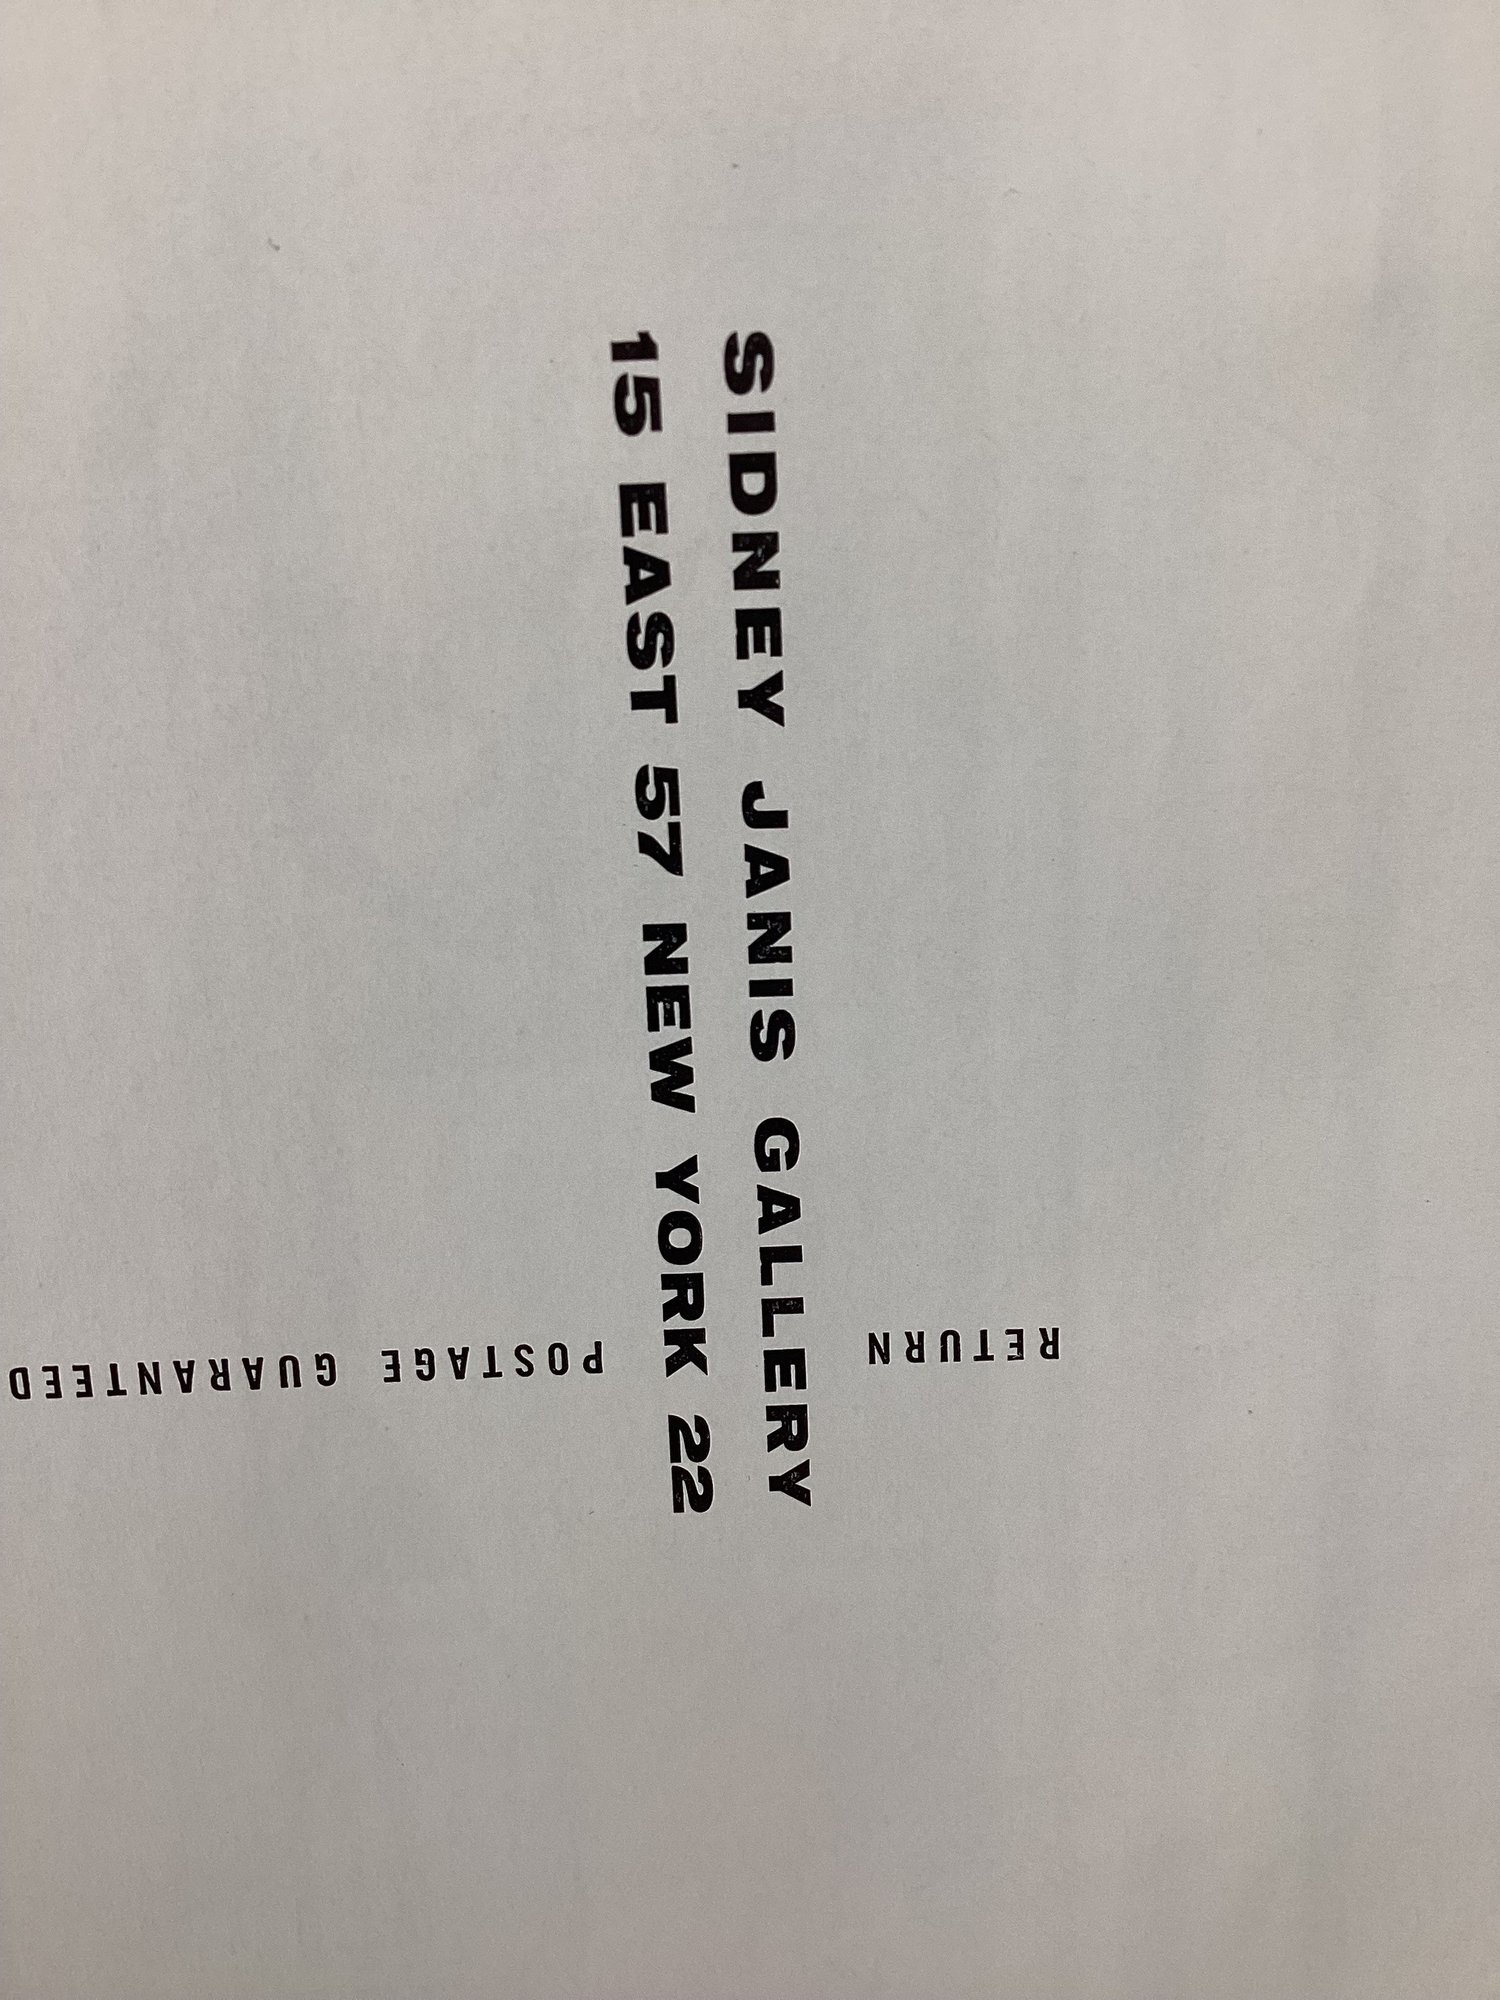 SIDNEY JANIS GALLERY
15 EAST 57 NEW YORK 22
RETURN POSTAGE GUARANTEED